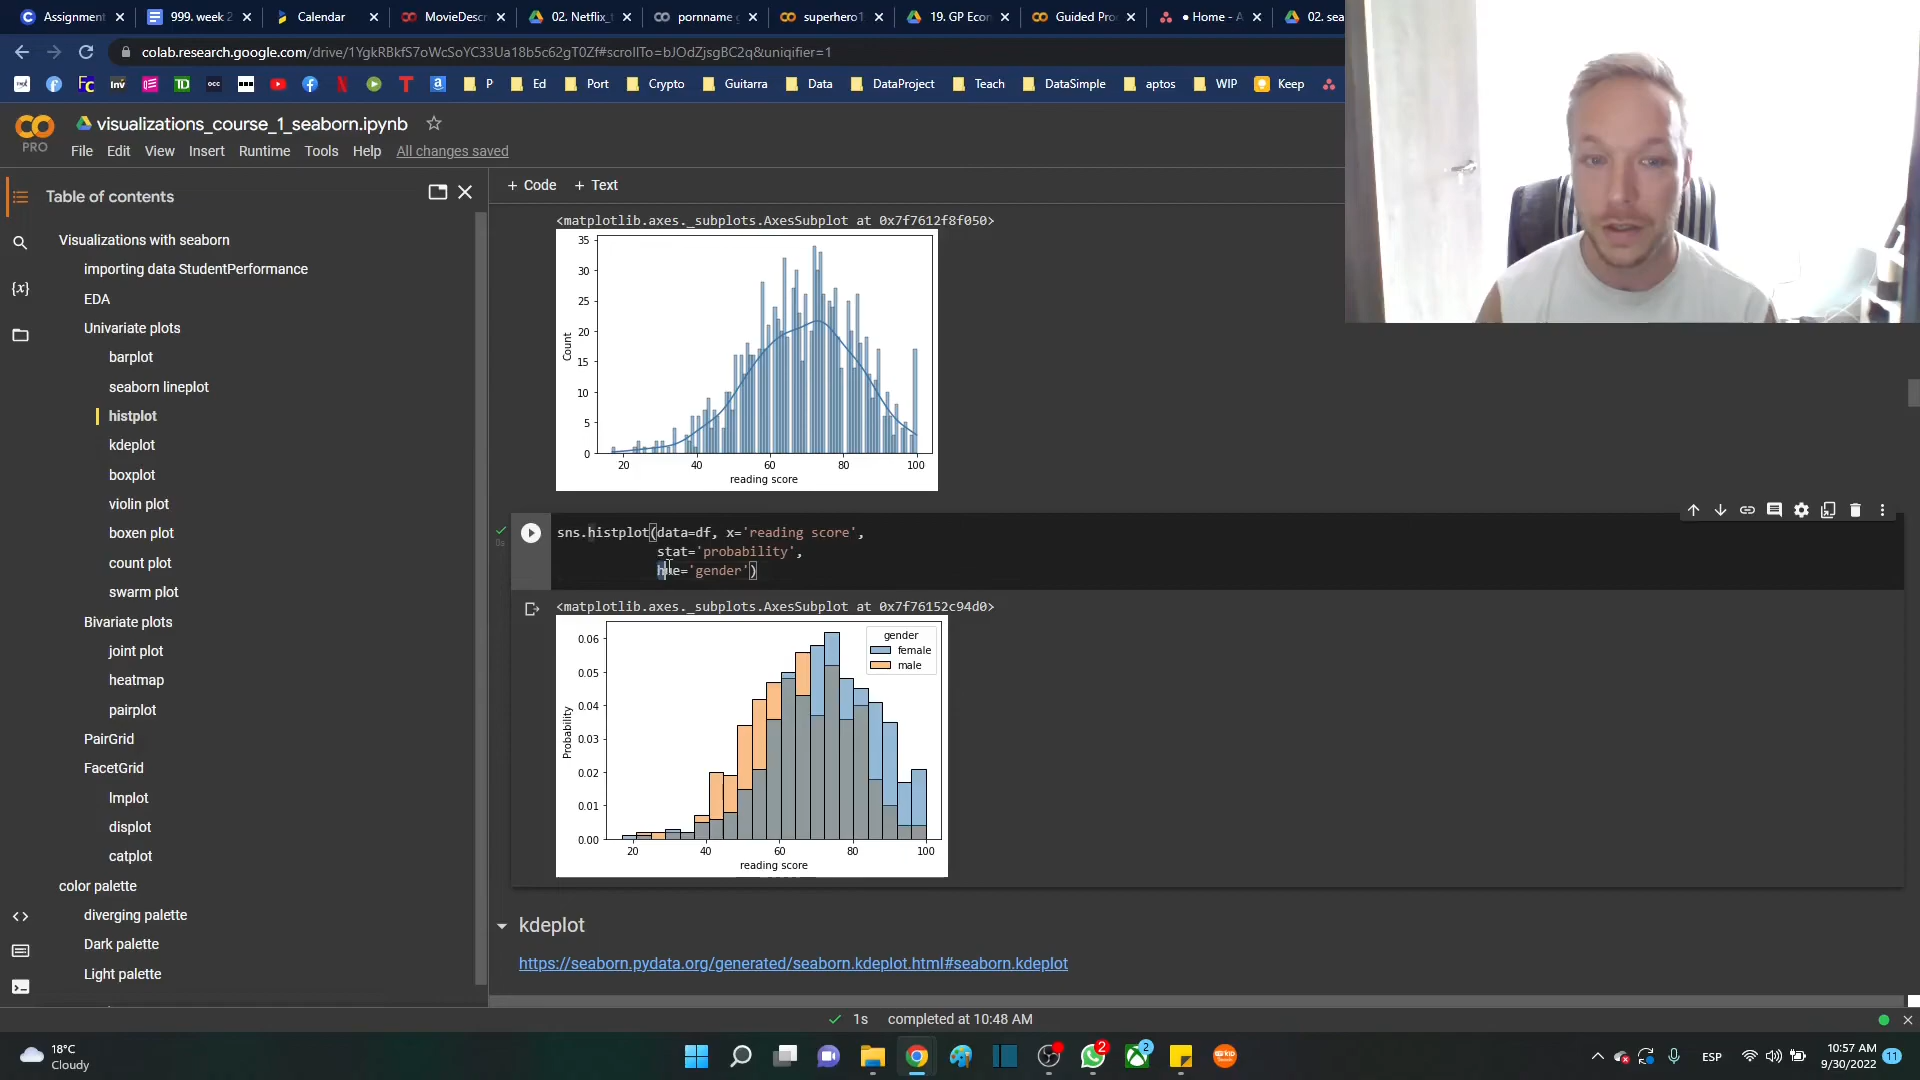 Assignment
999. week 2
Calendar
MovieDescr
02. Netflix_
pornname g
superhero1
19. GP Econ
Guided Pro
● Home - A
02. sea
colab.research.google.com/drive/1YgkRBkfS7oWcSoYC33Ua18b5c62gT0Zf#scrollTo=bJOdZjsgBC2q&uniqifier=1
P
Ed
Port
Crypto
Guitarra
Data
DataProject
Teach
DataSimple
aptos
WIP
Keep
visualizations_course_1_seaborn.ipynb
PRO
File Edit View Insert Runtime Tools Help All changes saved
Table of contents
+ Code + Text
Visualizations with seaborn
importing data StudentPerformance
EDA
Univariate plots
barplot
seaborn lineplot
histplot
kdeplot
boxplot
violin plot
boxen plot
count plot
swarm plot
Bivariate plots
joint plot
heatmap
pairplot
PairGrid
FacetGrid
lmplot
displot
catplot
color palette
diverging palette
Dark palette
Light palette
<matplotlib.axes._subplots.AxesSubplot at 0x7f7612f8f050>
35
30
25
20
15
10
5
0
Count
20 40 60 80 100
reading score
sns.histplot(data=df, x='reading score',
stat='probability',
hue='gender')
<matplotlib.axes._subplots.AxesSubplot at 0x7f76152c94d0>
gender
female
male
0.06
0.05
0.04
0.03
0.02
0.01
0.00
Probability
20 40 60 80 100
reading score
kdeplot
https://seaborn.pydata.org/generated/seaborn.kdeplot.html#seaborn.kdeplot
1s completed at 10:48 AM
18°C
Cloudy
2
2
ESP
10:57 AM
9/30/2022
11